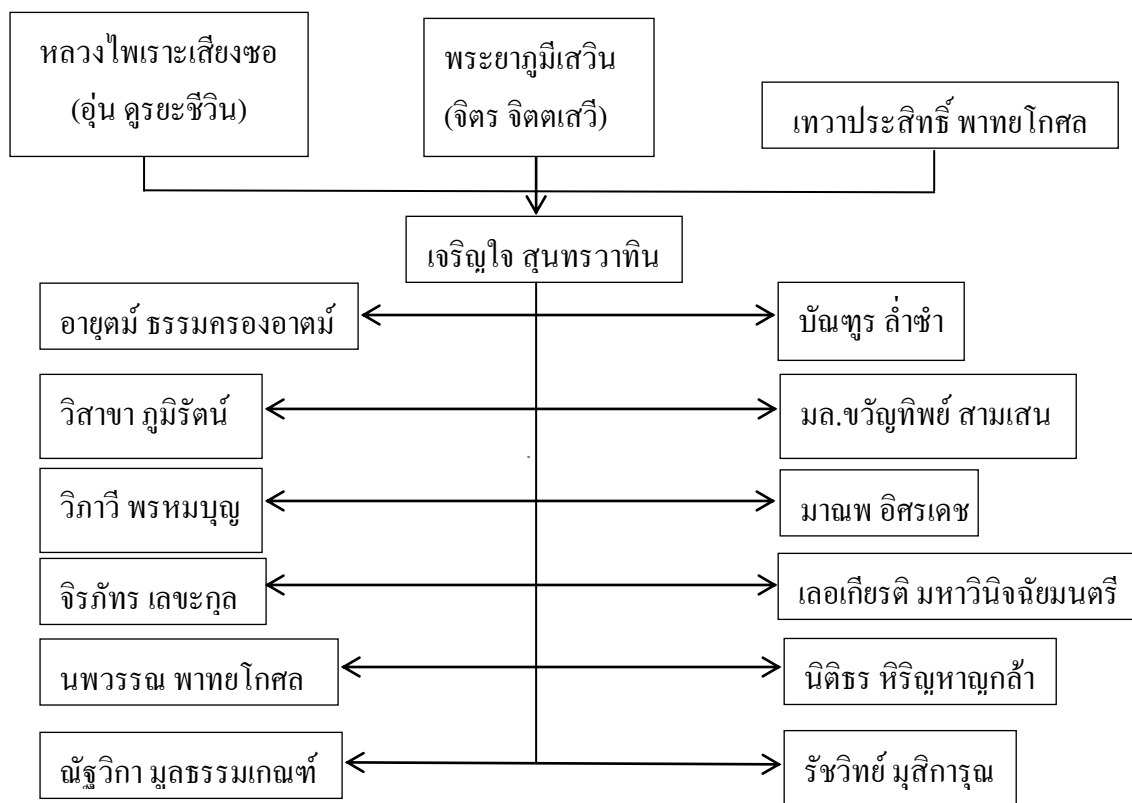 หลวงไพเราะเสียงซอ
(อุ่น ดูรยะชีวิน)
พระยาภูมีเสวิน
(จิตร จิตตเสวี)
เทวาประสิทธิ์ พาทยโกศล
เจริญใจ สุนทรวาทิน
อายุตม์ ธรรมครองอาตม์
บัณฑูร ล่ำซำ
วิสาขา ภูมิรัตน์
มล.ขวัญทิพย์ สามเสน
วิภาวี พรหมบุญ
มาณพ อิศรเดช
จิรภัทร เลขะกุล
เลอเกียรติ มหาวินิจฉัยมนตรี
นพวรรณ พาทยโกศล
นิติธร หิริญหาญกล้า
ณัฐวิกา มูลธรรมเกณฑ์
รัชวิทย์ มุสิการุณ